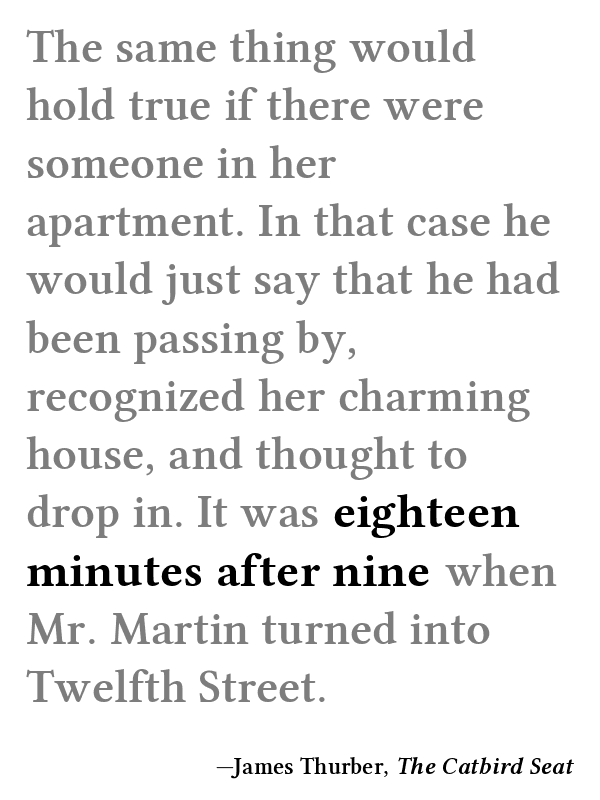 The same thing would
hold true if there were
someone in her
apartment. In that case he
would just say that he had
been passing by,
recognized her charming
house, and thought to
drop in. It was eighteen
minutes after nine when
Mr. Martin turned into
Twelfth Street.
—James Thurber, The Catbird Seat